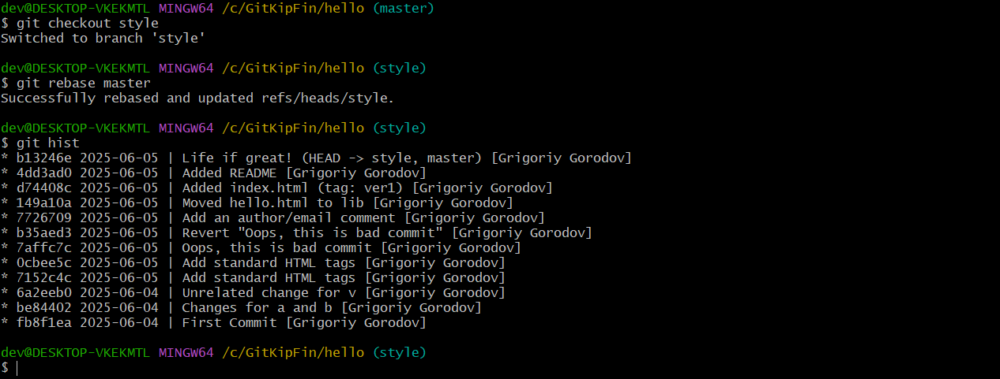 dev@DESKTOP-VKEKMTL MINGW64 /c/GitKipFin/hello (master)
$ git checkout style
Switched to branch 'style'
dev@DESKTOP-VKEKMTL MINGW64 /c/GitKipFin/hello (style)
$ git rebase master
Successfully rebased and updated refs/heads/style.
dev@DESKTOP-VKEKMTL MINGW64 /c/GitKipFin/hello (style)
$ git hist
* b13246e 2025-06-05 | Life if great! (HEAD -> style, master) [Grigoriy Gorodov]
* 4dd3ad0 2025-06-05 | Added README [Grigoriy Gorodov]
* d74408c 2025-06-05 | Added index.html (tag: ver1) [Grigoriy Gorodov]
* 149a10a 2025-06-05 | Moved hello.html to lib [Grigoriy Gorodov]
* 7726709 2025-06-05 | Add an author/email comment [Grigoriy Gorodov]
* b35aed3 2025-06-05 | Revert "Oops, this is bad commit" [Grigoriy Gorodov]
* 7affc7c 2025-06-05 | Oops, this is bad commit [Grigoriy Gorodov]
* 0cbee5c 2025-06-05 | Add standard HTML tags [Grigoriy Gorodov]
* 7152c4c 2025-06-05 | Add standard HTML tags [Grigoriy Gorodov]
* 6a2eeb0 2025-06-04 | Unrelated change for v [Grigoriy Gorodov]
* be84402 2025-06-04 | Changes for a and b [Grigoriy Gorodov]
* fb8f1ea 2025-06-04 | First Commit [Grigoriy Gorodov]
dev@DESKTOP-VKEKMTL MINGW64 /c/GitKipFin/hello (style)
$